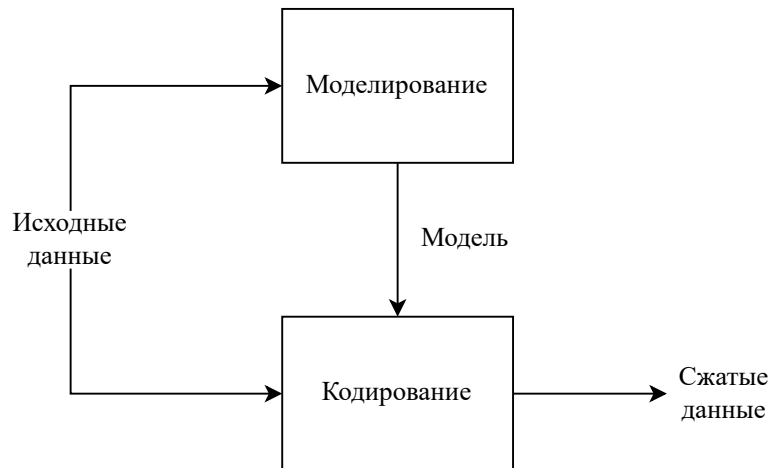 Моделирование
Исходные
данные
Модель
Кодирование
Сжатые
данные